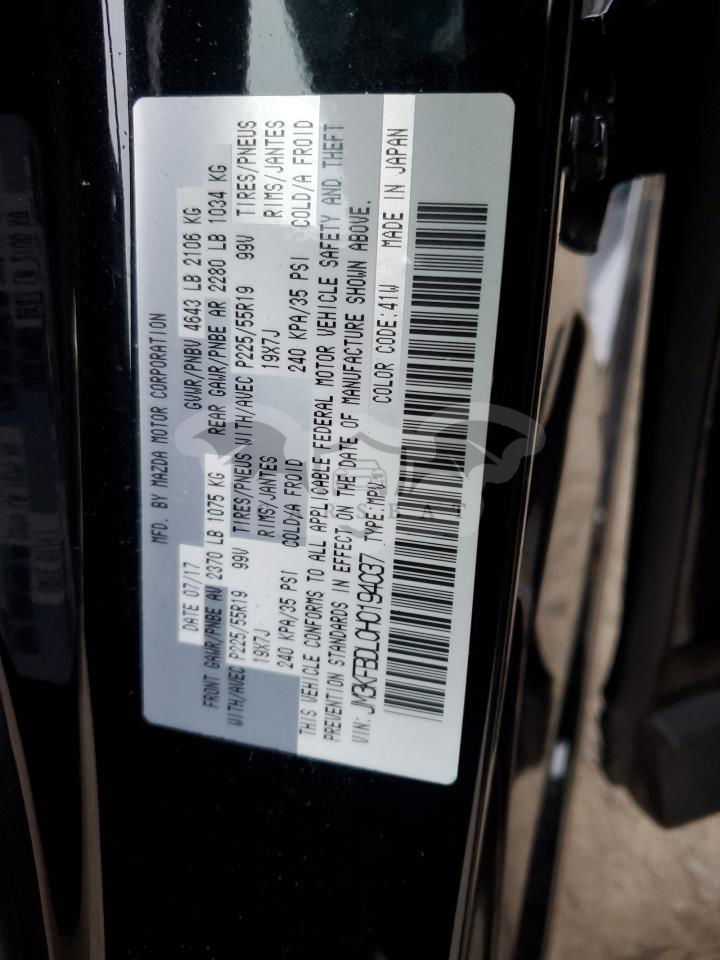 MFD. BY MAZDA MOTOR CORPORATION
DATE 07/17 GVWR/PNBV 4643 LB 2106 KG
FRONT GAWR/PNBE AV 2370 LB 1075 KG REAR GAWR/PNBE AR 2280 LB 1034 KG
WITH/AVEC P225/55R19 99V TIRES/PNEUS WITH/AVEC P225/55R19 99V TIRES/PNEUS
19X7J RIMS/JANTES 19X7J RIMS/JANTES
240 KPA/35 PSI COLD/A FROID 240 KPA/35 PSI COLD/A FROID
THIS VEHICLE CONFORMS TO ALL APPLICABLE FEDERAL MOTOR VEHICLE SAFETY AND THEFT
PREVENTION STANDARDS IN EFFECT ON THE DATE OF MANUFACTURE SHOWN ABOVE.
VIN: JM3KFBDL0H0194037 TYPE:MPV COLOR CODE:41W MADE IN JAPAN